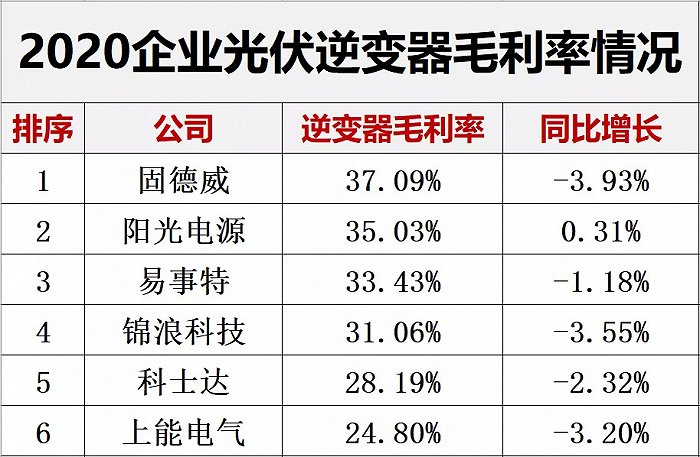 2020企业光伏逆变器毛利率情况
排序 公司 逆变器毛利率 同比增长
1 固德威 37.09% -3.93%
2 阳光电源 35.03% 0.31%
3 易事特 33.43% -1.18%
4 锦浪科技 31.06% -3.55%
5 科士达 28.19% -2.32%
6 上能电气 24.80% -3.20%